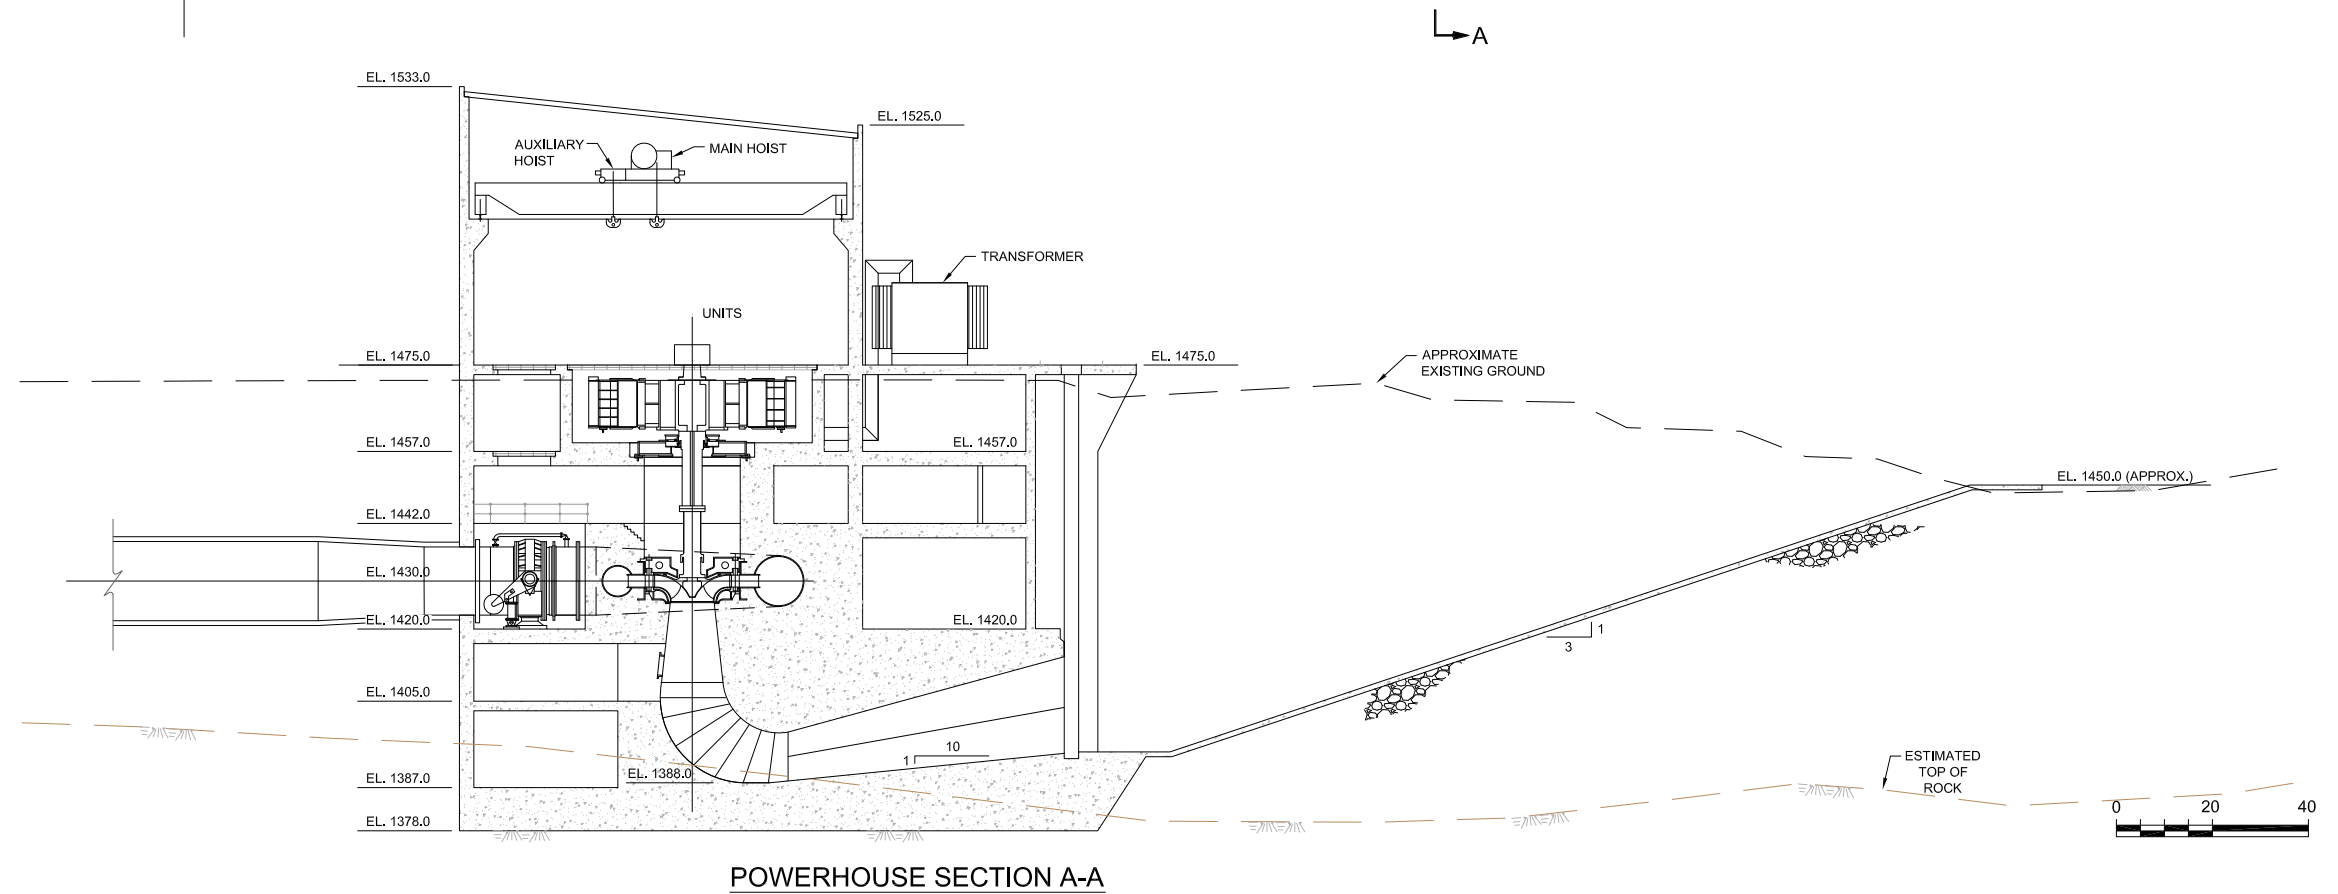 A
EL. 1533.0
EL. 1525.0
AUXILIARY
HOIST
MAIN HOIST
TRANSFORMER
UNITS
EL. 1475.0
EL. 1475.0
APPROXIMATE
EXISTING GROUND
EL. 1457.0
EL. 1457.0
EL. 1450.0 (APPROX.)
EL. 1442.0
EL. 1430.0
EL. 1420.0
EL. 1420.0
1
3
EL. 1405.0
10
1
EL. 1388.0
EL. 1387.0
ESTIMATED
TOP OF
ROCK
0 20 40
EL. 1378.0
POWERHOUSE SECTION A-A